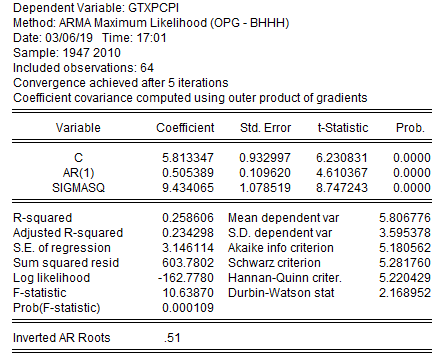 Dependent Variable: GTXPCPI
Method: ARMA Maximum Likelihood (OPG - BHHH)
Date: 03/06/19 Time: 17:01
Sample: 1947 2010
Included observations: 64
Convergence achieved after 5 iterations
Coefficient covariance computed using outer product of gradients
Variable Coefficient Std. Error t-Statistic Prob.
C 5.813347 0.932997 6.230831 0.0000
AR(1) 0.505389 0.109620 4.610367 0.0000
SIGMASQ 9.434065 1.078519 8.747243 0.0000
R-squared 0.258606 Mean dependent var 5.806776
Adjusted R-squared 0.234298 S.D. dependent var 3.595378
S.E. of regression 3.146114 Akaike info criterion 5.180562
Sum squared resid 603.7802 Schwarz criterion 5.281760
Log likelihood -162.7780 Hannan-Quinn criter. 5.220429
F-statistic 10.63870 Durbin-Watson stat 2.168952
Prob(F-statistic) 0.000109
Inverted AR Roots .51